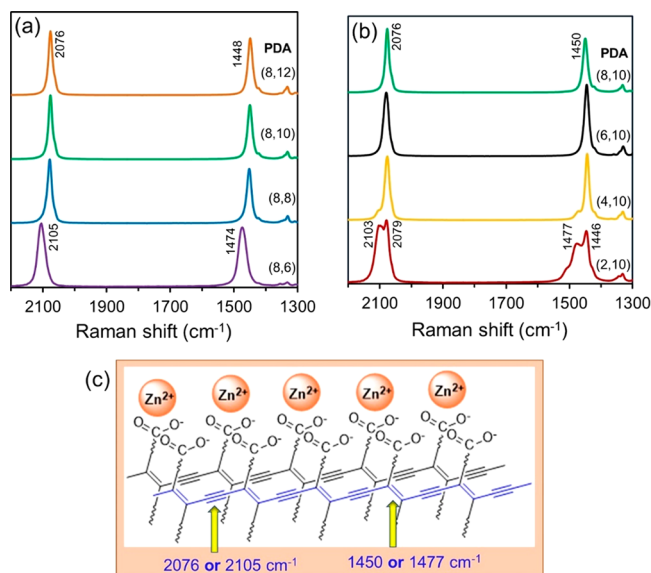 (a)
PDA
2076
1448
(8,12)
(8,10)
(8,8)
2105
1474
(8,6)
2100 1900 1700 1500 1300
Raman shift (cm-1)
(b)
PDA
2076
1450
(8,10)
(6,10)
(4,10)
2103
2079
1477
1446
(2,10)
2100 1900 1700 1500 1300
Raman shift (cm-1)
(c)
Zn2+ Zn2+ Zn2+ Zn2+ Zn2+
O C O- O C O- O C O- O C O- O C O-
O C O- O C O- O C O- O C O-
2076 or 2105 cm-1 1450 or 1477 cm-1